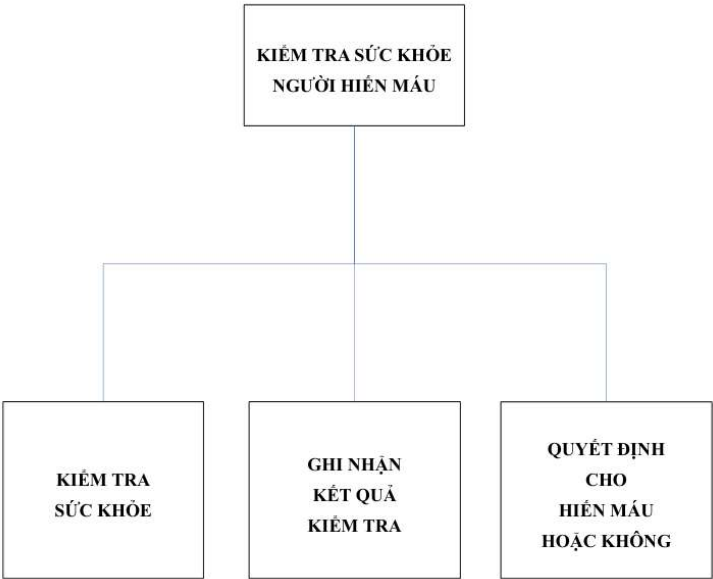 KIỂM TRA SỨC KHỎE
NGƯỜI HIẾN MÁU
KIỂM TRA
SỨC KHỎE
GHI NHẬN
KẾT QUẢ
KIỂM TRA
QUYẾT ĐỊNH
CHO
HIẾN MÁU
HOẶC KHÔNG